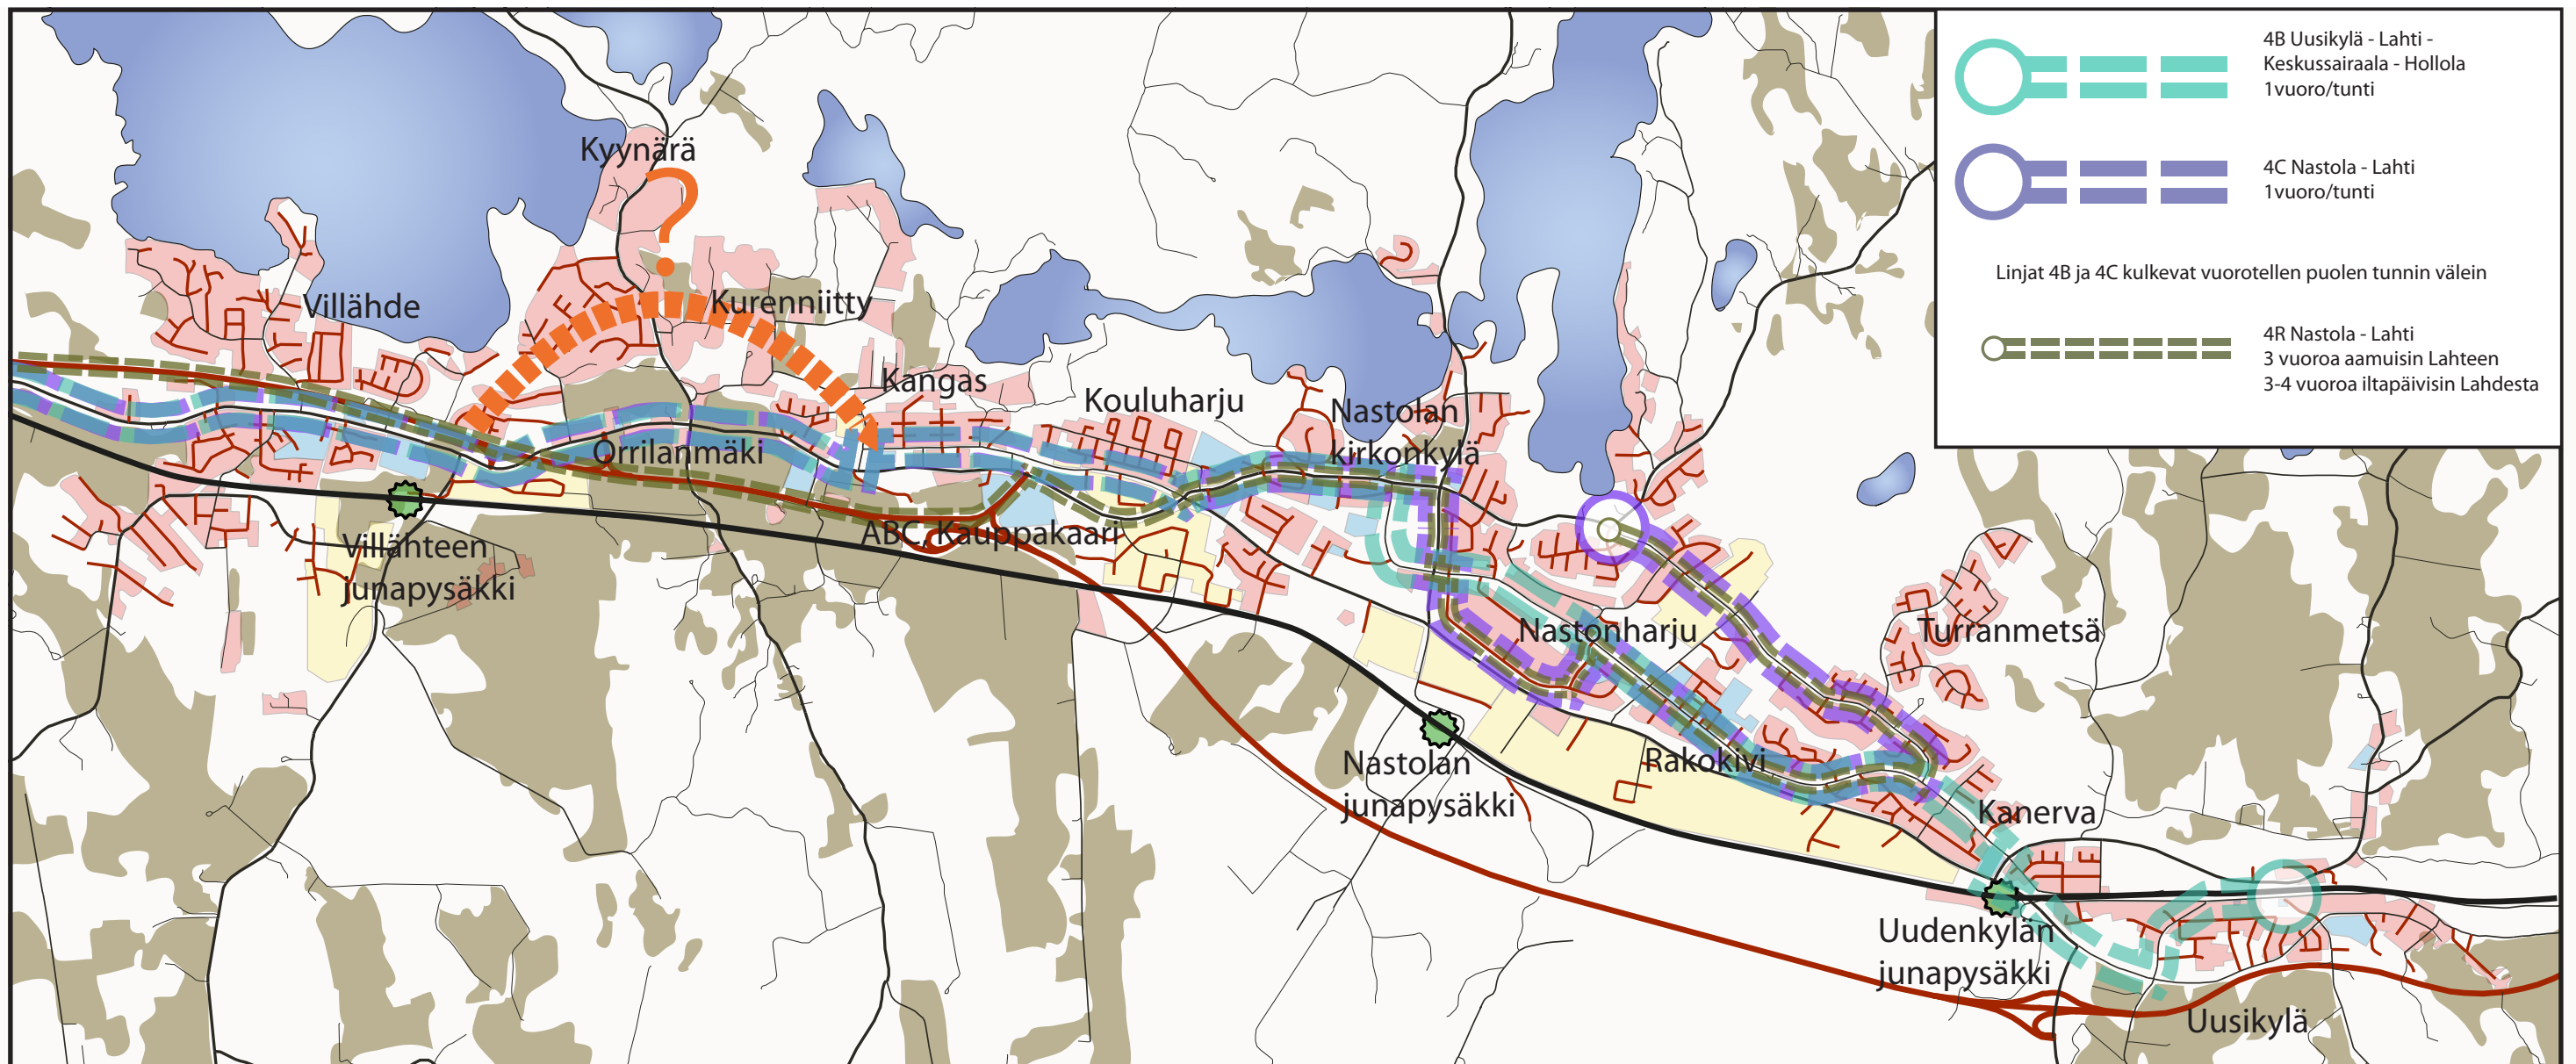 4B Uusikylä - Lahti -
Keskussairaala - Hollola
1vuoro/tunti
4C Nastola - Lahti
1vuoro/tunti
Linjat 4B ja 4C kulkevat vuorotellen puolen tunnin välein
4R Nastola - Lahti
3 vuoroa aamuisin Lahteen
3-4 vuoroa iltapäivisin Lahdesta
Kyynärä
?
Villähde
Kurenniitty
Kangas
Kouluharju
Nastolan
kirkonkylä
Orrilanmäki
ABC, Kauppakaari
Villähteen
junapysäkki
Nastonharju
Turranmetsä
Nastolan
junapysäkki
Rakokivi
Kanerva
Uudenkylän
junapysäkki
Uusikylä